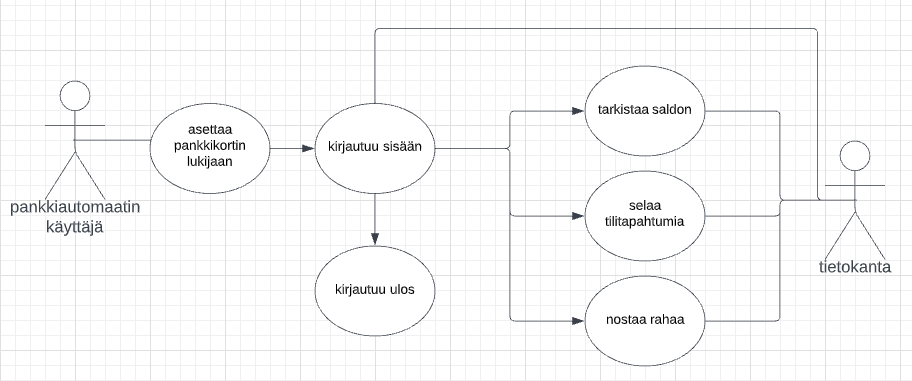 asettaa
pankkikortin
lukijaan
kirjautuu sisään
tarkistaa saldon
selaa
tilitapahtumia
nostaa rahaa
kirjautuu ulos
pankkiautomaatin
käyttäjä
tietokanta